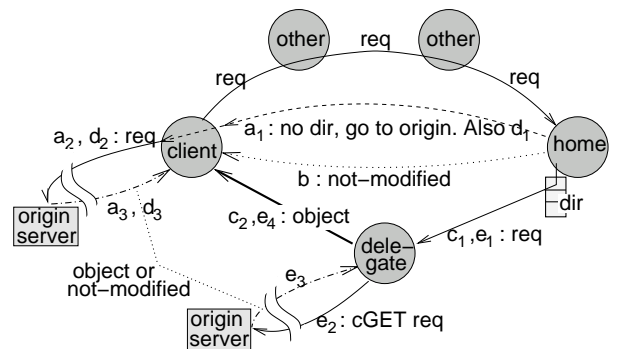 other
req
other
req
req
a1 : no dir, go to origin. Also d1
a2, d2 : req
client
home
b : not−modified
a3, d3
dir
origin
server
c2,e4 : object
c1,e1 : req
dele−
gate
object or
not−modified
e3
origin
server
e2 : cGET req